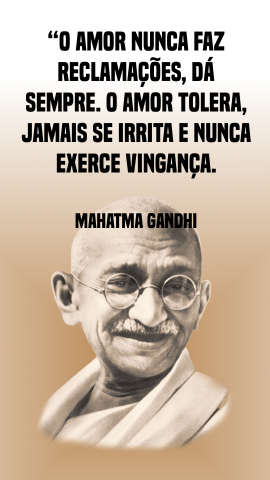 “O AMOR NUNCA FAZ
RECLAMAÇÕES, DÁ
SEMPRE. O AMOR TOLERA,
JAMAIS SE IRRITA E NUNCA
EXERCE VINGANÇA.
MAHATMA GANDHI